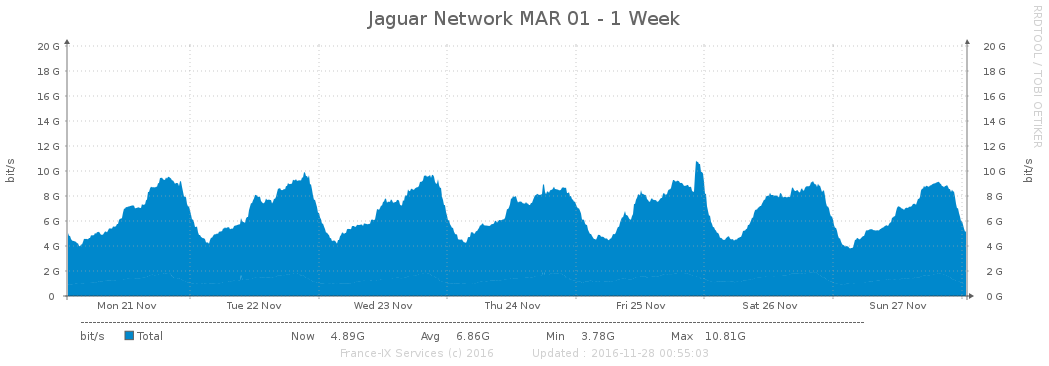 Jaguar Network MAR 01 - 1 Week
RRDTOOL / TOBI OETIKER
bit/s
bit/s
20 G 20 G
18 G 18 G
16 G 16 G
14 G 14 G
12 G 12 G
10 G 10 G
8 G 8 G
6 G 6 G
4 G 4 G
2 G 2 G
0 0 G
Mon 21 Nov Tue 22 Nov Wed 23 Nov Thu 24 Nov Fri 25 Nov Sat 26 Nov Sun 27 Nov
bit/s Total Now 4.89G Avg 6.86G Min 3.78G Max 10.81G
France-IX Services (c) 2016 Updated : 2016-11-28 00:55:03